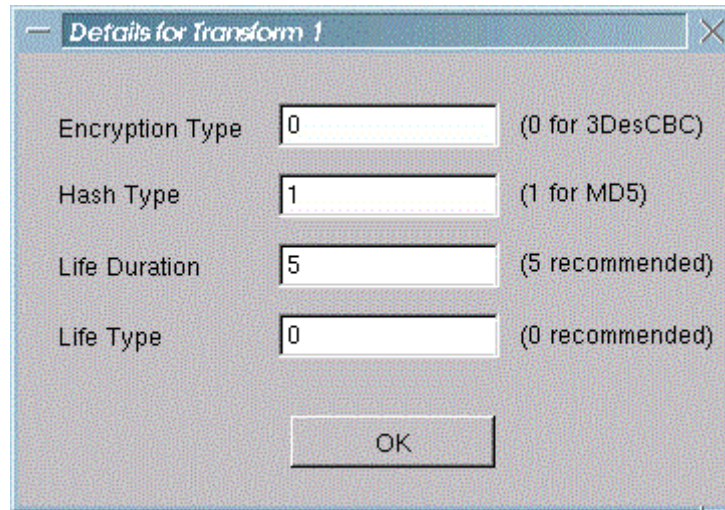 Details for Transform 1
Encryption Type 0 (0 for 3DesCBC)
Hash Type 1 (1 for MD5)
Life Duration 5 (5 recommended)
Life Type 0 (0 recommended)
OK